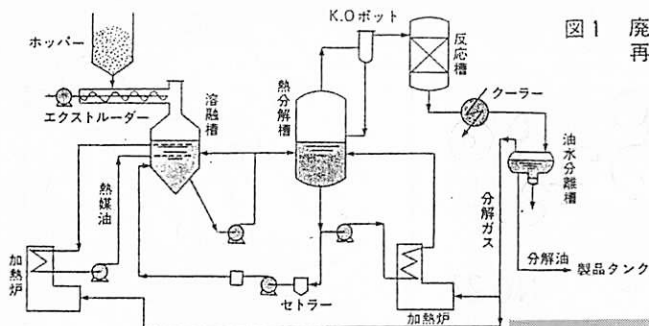 K.Oポット
ホッパー
反応槽
図1 廃
再
クーラー
エクストルーダー
溶融槽
熱分解槽
油水分離槽
熱媒油
分解ガス
加熱炉
分解油
製品タンク
セトラー
加熱炉